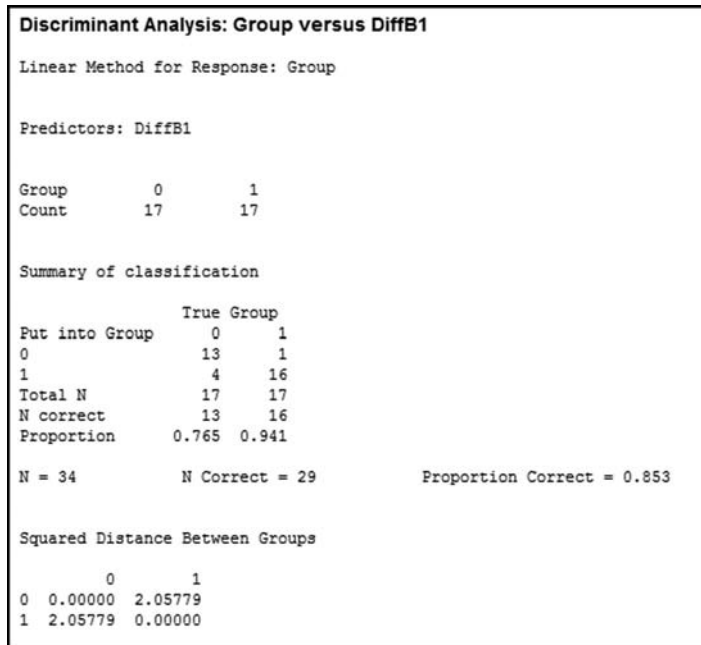 Discriminant Analysis: Group versus DiffB1
Linear Method for Response: Group
Predictors: DiffB1
Group 0 1
Count 17 17
Summary of classification
True Group
Put into Group 0 1
0 13 1
1 4 16
Total N 17 17
N correct 13 16
Proportion 0.765 0.941
N = 34 N Correct = 29 Proportion Correct = 0.853
Squared Distance Between Groups
0 1
0 0.00000 2.05779
1 2.05779 0.00000